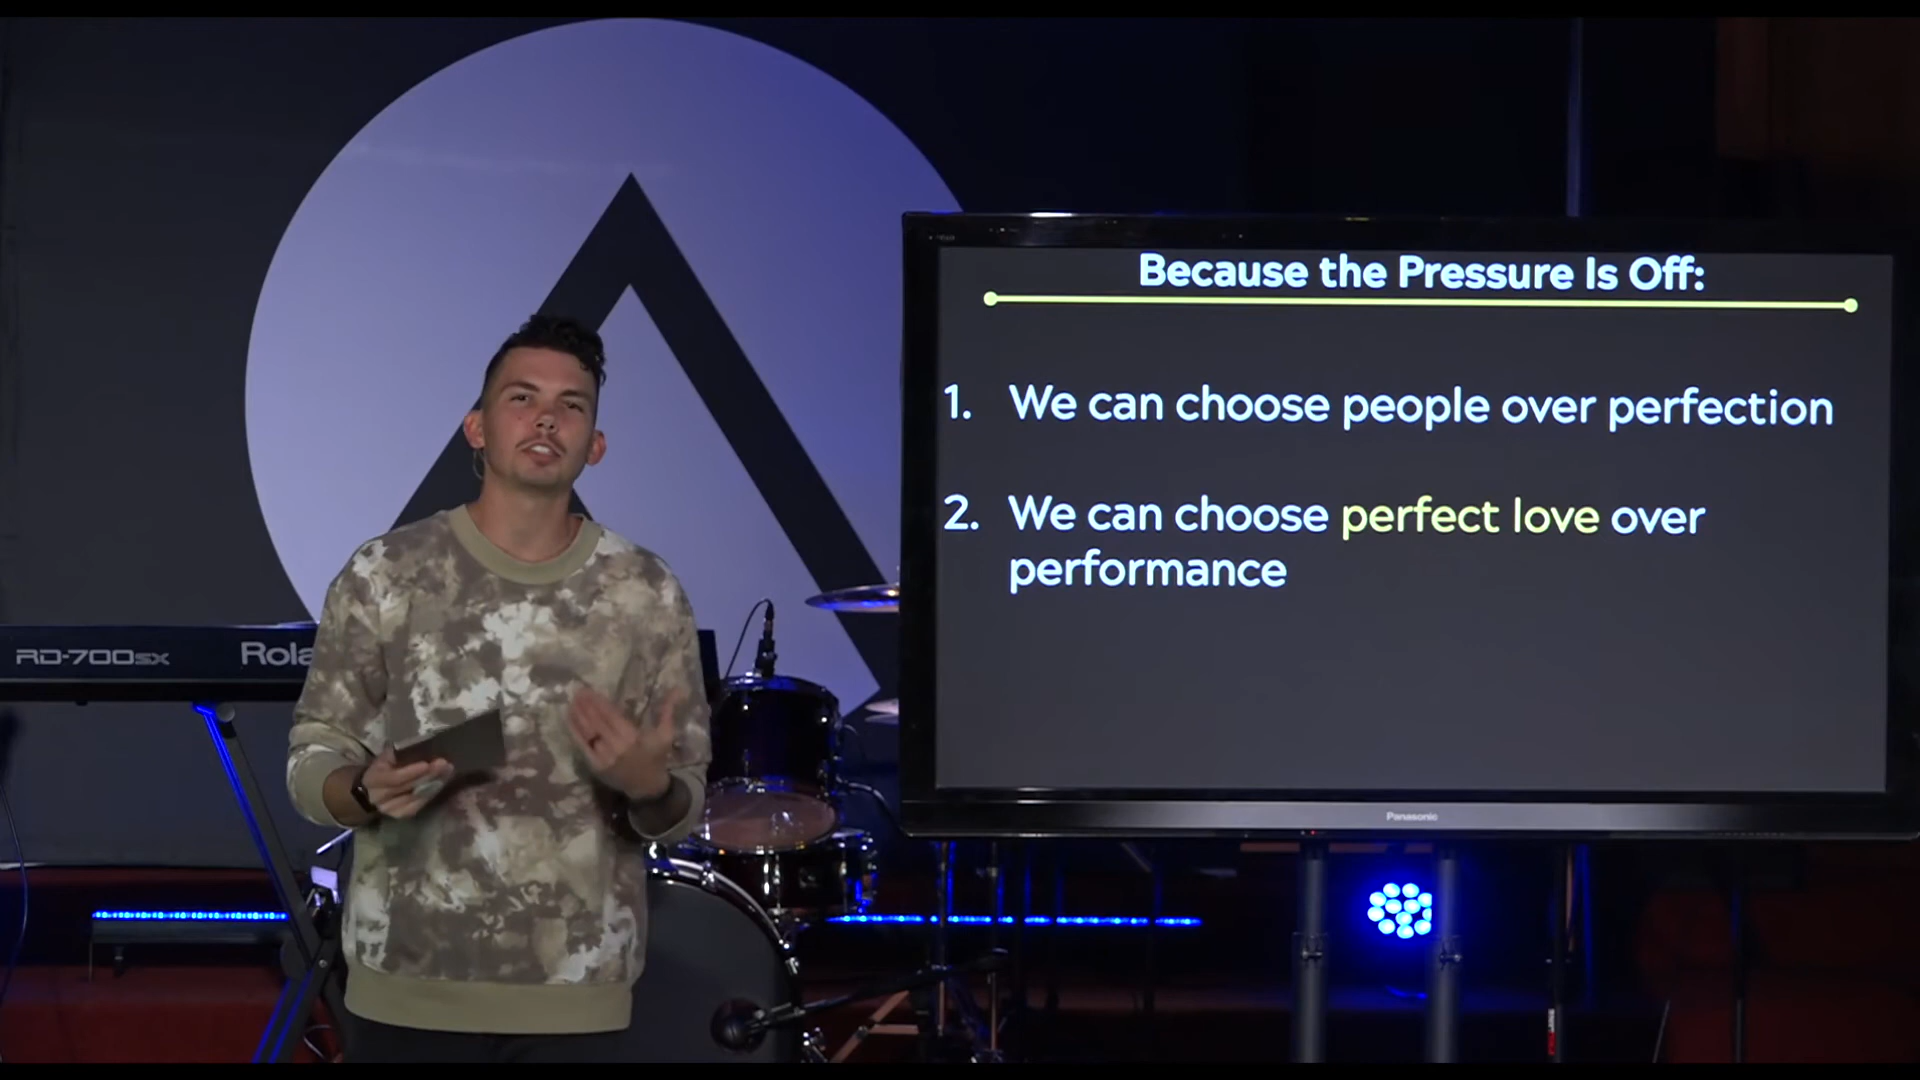 Because the Pressure Is Off:
1. We can choose people over perfection
2. We can choose perfect love over
performance
RD-700SX Rola
Panasonic